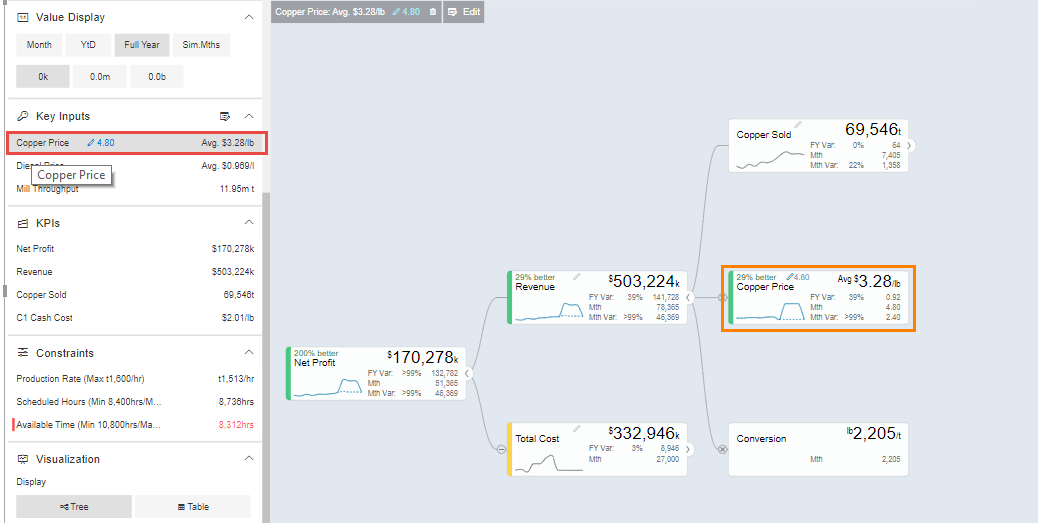 Value Display
Month YtD Full Year Sim.Mths
0k 0.0m 0.0b
Key Inputs
Copper Price 4.80 Avg. $3.28/lb
Diesel Price Avg. $0.969/l
Copper Price
Mill Throughput 11.95m t
KPIs
Net Profit $170,278k
Revenue $503,224k
Copper Sold 69,546t
C1 Cash Cost $2.01/lb
Constraints
Production Rate (Max t1,600/hr) t1,513/hr
Scheduled Hours (Min 8,400hrs/M... 8,736hrs
Available Time (Min 10,800hrs/Ma... 8,312hrs
Visualization
Display
Tree Table
Copper Price: Avg. $3.28/lb 4.80 Edit
Copper Sold 69,546t
FY Var: 0% 64
Mth 7,405
Mth Var: 22% 1,358
29% better
Revenue $503,224k
FY Var: 39% 141,728
Mth 78,365
Mth Var: >99% 46,369
29% better 4.80
Copper Price Avg $3.28/lb
FY Var: 39% 0.92
Mth 4.80
Mth Var: >99% 2.40
200% better
Net Profit $170,278k
FY Var: >99% 132,782
Mth 51,365
Mth Var: >99% 46,369
Total Cost $332,946k
FY Var: 3% 8,946
Mth 27,000
Conversion lb2,205/t
Mth 2,205